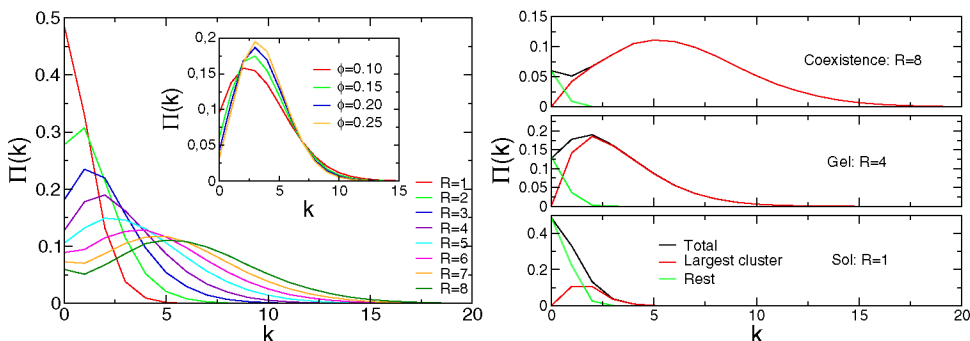 0.5
0.4
0.3
0.2
0.1
0
0 5 10 15 20
Π(k)
k
0,2
0,15
0,1
0,05
0
0 5 10 15
Π(k)
k
ϕ=0.10
ϕ=0.15
ϕ=0.20
ϕ=0.25
R=1
R=2
R=3
R=4
R=5
R=6
R=7
R=8
0.15
0.1
0.05
0
Coexistence: R=8
0.2
0.15
0.1
0.05
0
Π(k)
Gel: R=4
0.4
0.2
0
Total
Largest cluster
Rest
Sol: R=1
0 5 10 15 20
k